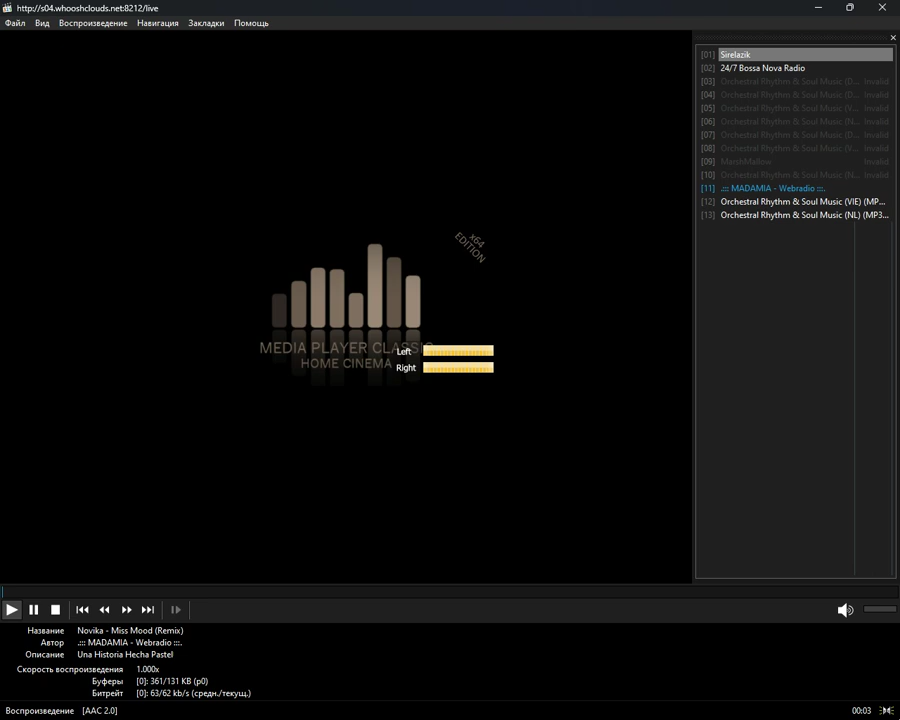 http://s04.whooshclouds.net:8212/live
Файл Вид Воспроизведение Навигация Закладки Помощь
[01] Sirelazik
[02] 24/7 Bossa Nova Radio
[03] Orchestral Rhythm & Soul Music (D... Invalid
[04] Orchestral Rhythm & Soul Music (D... Invalid
[05] Orchestral Rhythm & Soul Music (V... Invalid
[06] Orchestral Rhythm & Soul Music (N... Invalid
[07] Orchestral Rhythm & Soul Music (D... Invalid
[08] Orchestral Rhythm & Soul Music (V... Invalid
[09] MarshMallow Invalid
[10] Orchestral Rhythm & Soul Music (N... Invalid
[11] .::: MADAMIA - Webradio :::.
[12] Orchestral Rhythm & Soul Music (VIE) (MP...
[13] Orchestral Rhythm & Soul Music (NL) (MP3...
x64
EDITION
MEDIA PLAYER CLASSIC
HOME CINEMA
Left
Right
Название Novika - Miss Mood (Remix)
Автор .::: MADAMIA - Webradio :::.
Описание Una Historia Hecha Pastel
Скорость воспроизведения 1.000x
Буферы [0]: 361/131 KB (p0)
Битрейт [0]: 63/62 kb/s (средн./текущ.)
Воспроизведение [AAC 2.0] 00:03